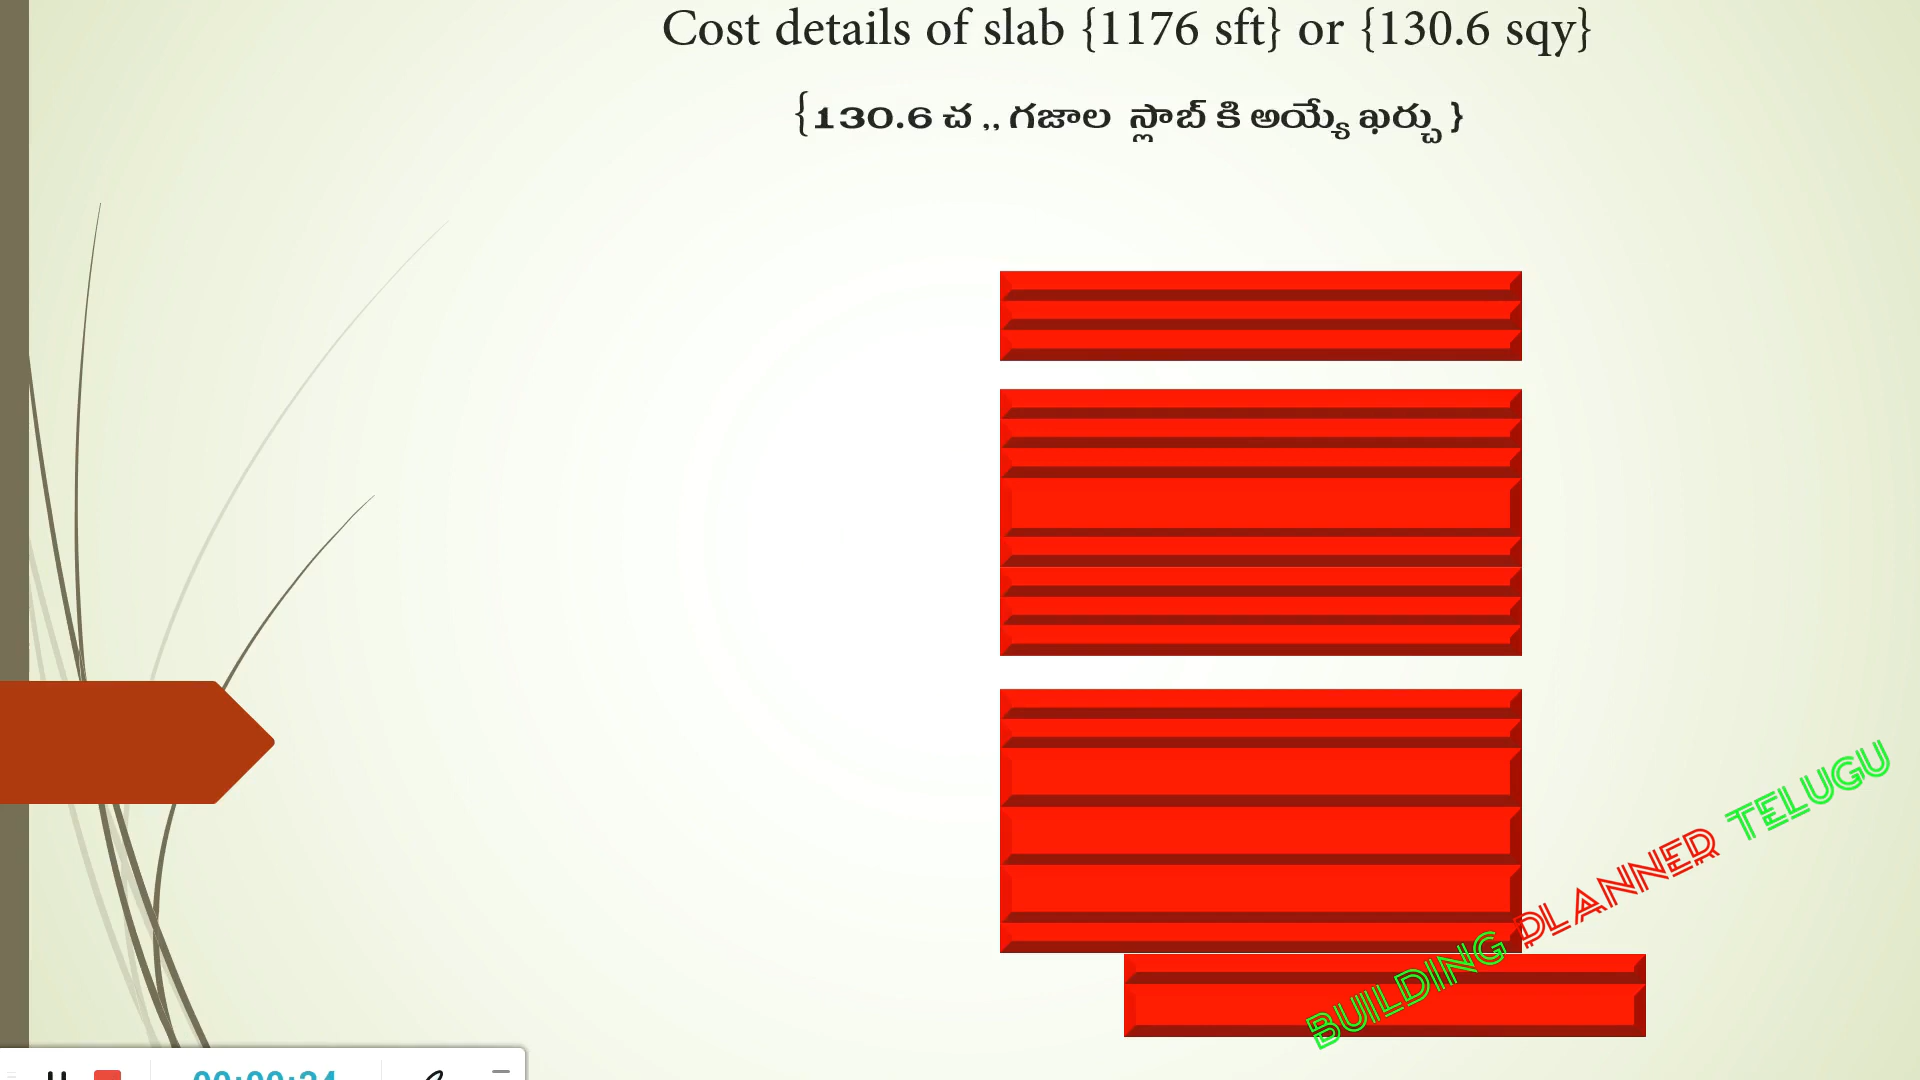 Cost details of slab {1176 sft} or {130.6 sqy}
{130.6 చ ,, గజాల స్లాబ్ కి అయ్యే ఖర్చు }
BUILDING PLANNER TELUGU